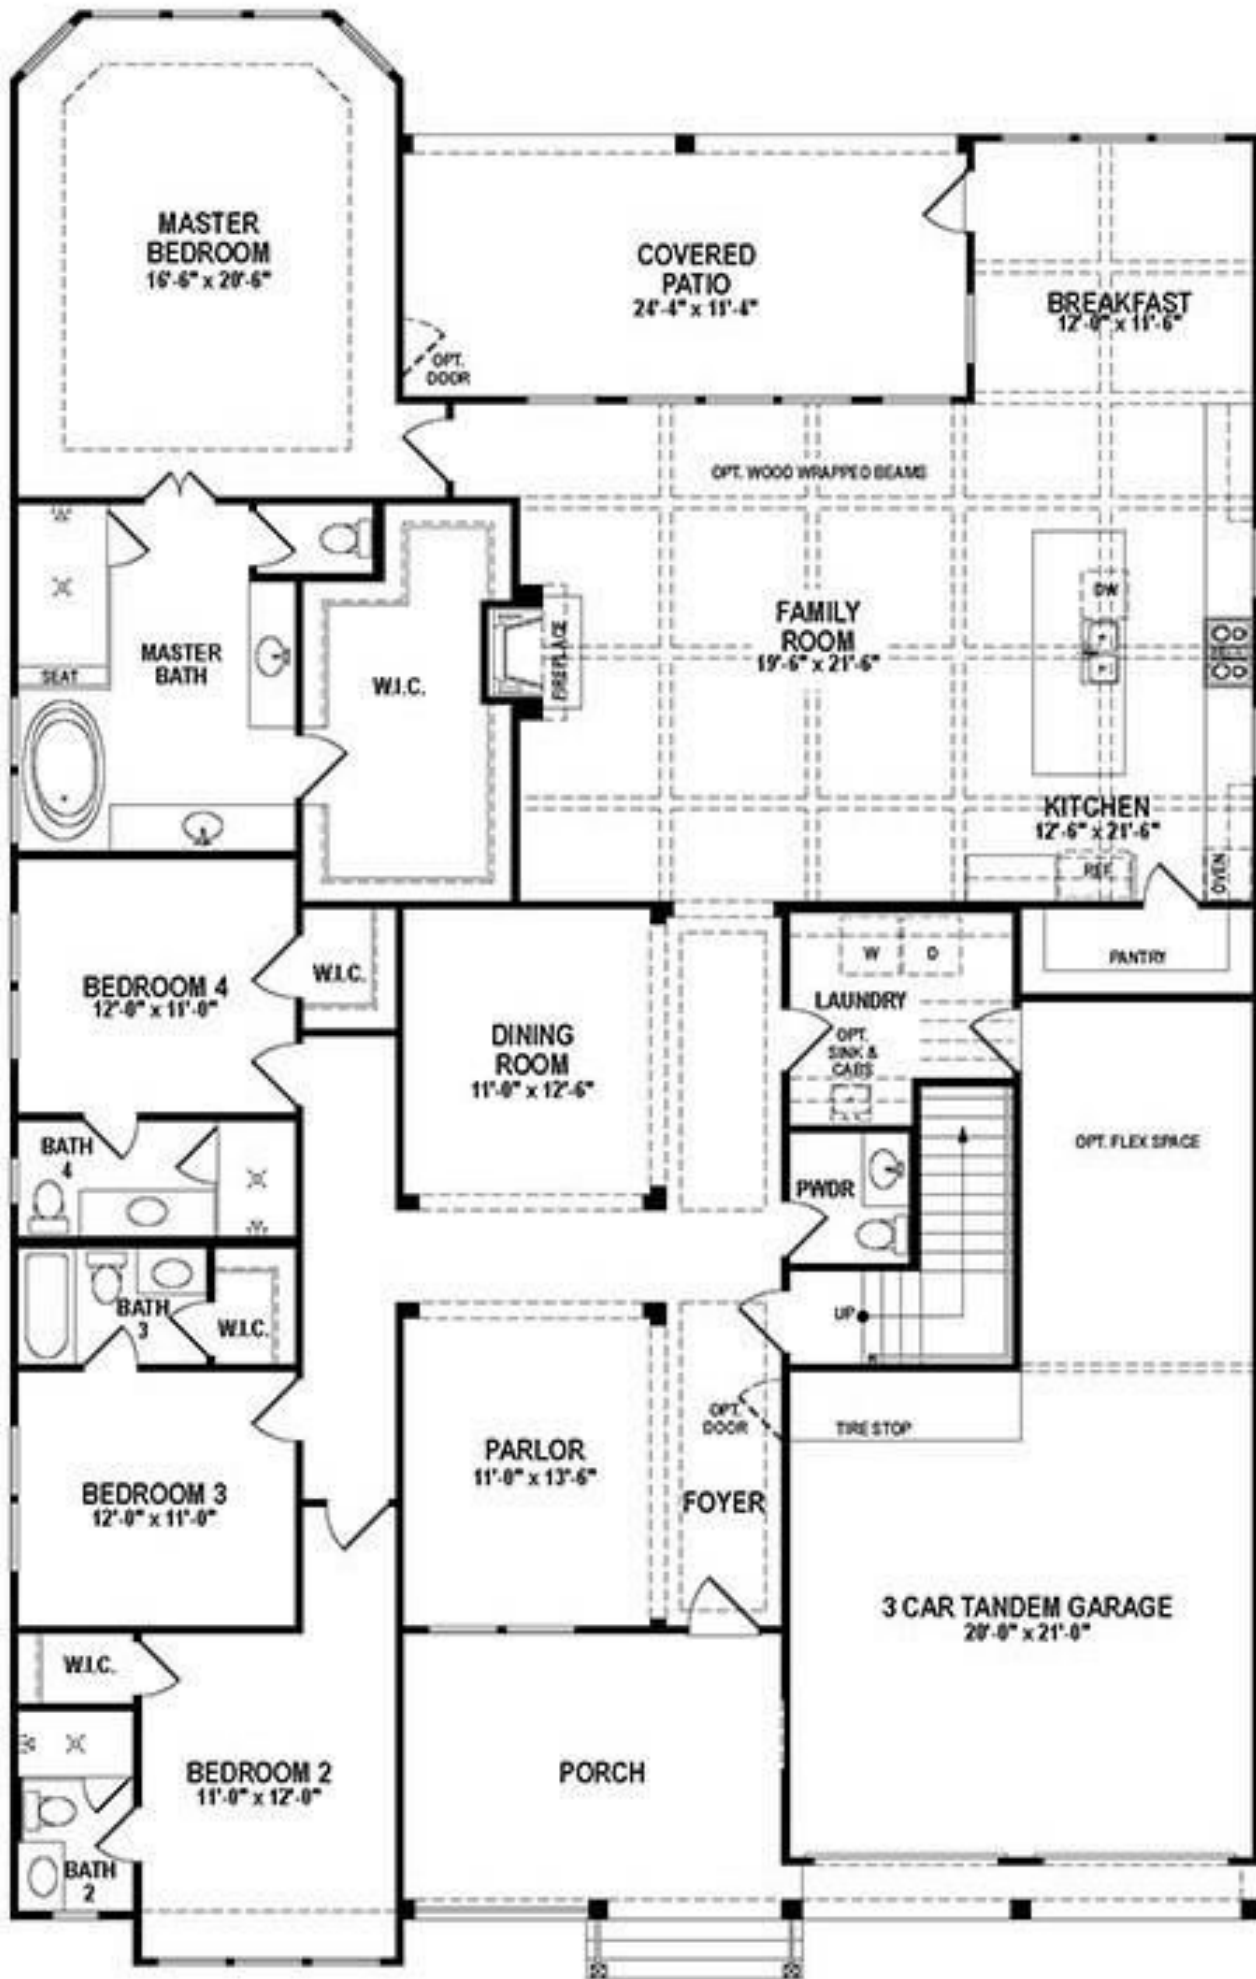 MASTER
BEDROOM
16'-6" x 20'-6"
COVERED
PATIO
24'-4" x 11'-4"
BREAKFAST
12'-0" x 11'-6"
OPT.
DOOR
OPT. WOOD WRAPPED BEAMS
SEAT
MASTER
BATH
W.I.C.
FIREPLACE
FAMILY
ROOM
19'-6" x 21'-6"
DW
KITCHEN
12'-6" x 21'-6"
REF.
OVEN
BEDROOM 4
12'-0" x 11'-0"
W.I.C.
DINING
ROOM
11'-0" x 12'-6"
W
D
LAUNDRY
OPT.
SINK &
CABS
PANTRY
OPT. FLEX SPACE
BATH
4
PWDR
BATH
3
W.I.C.
UP
OPT.
DOOR
TIRE STOP
BEDROOM 3
12'-0" x 11'-0"
PARLOR
11'-0" x 13'-6"
FOYER
3 CAR TANDEM GARAGE
20'-0" x 21'-0"
W.I.C.
BEDROOM 2
11'-0" x 12'-0"
PORCH
BATH
2